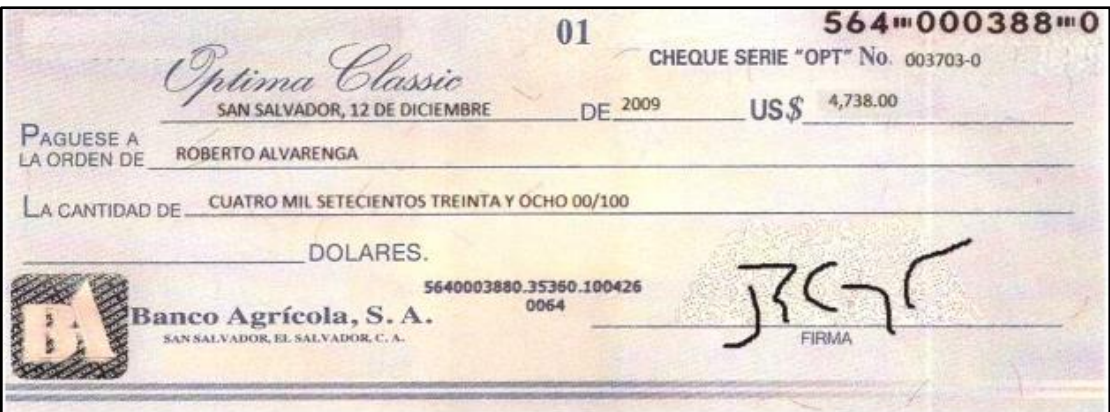 01
564⑈000388⑈0
CHEQUE SERIE "OPT" No. 003703-0
Optima Classic
SAN SALVADOR, 12 DE DICIEMBRE DE 2009 US$ 4,738.00
PAGUESE A
LA ORDEN DE ROBERTO ALVARENGA
LA CANTIDAD DE CUATRO MIL SETECIENTOS TREINTA Y OCHO 00/100
DOLARES.
5640003880.35360.100426
0064
BA
Banco Agrícola, S. A.
SAN SALVADOR, EL SALVADOR, C. A.
FIRMA